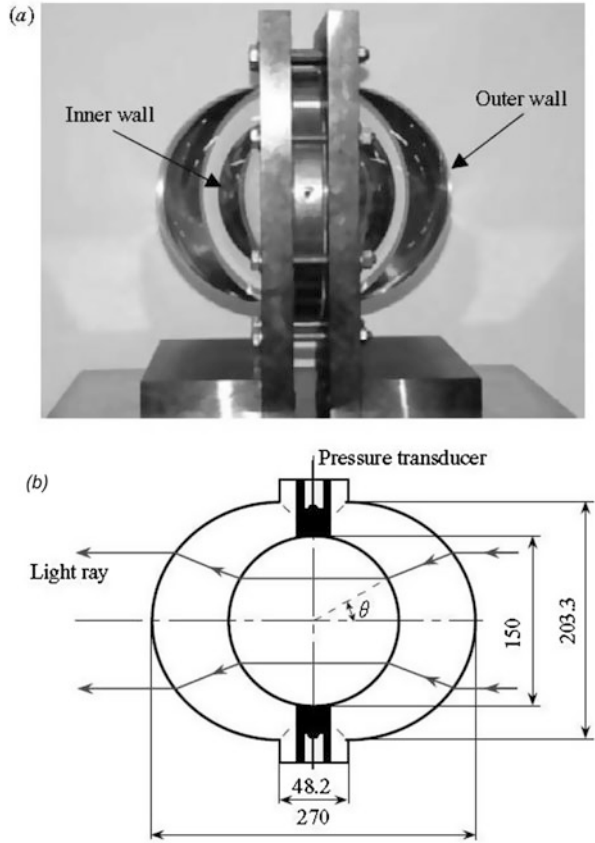 (a)
Inner wall
Outer wall
Pressure transducer
(b)
Light ray
θ
150
203.3
48.2
270